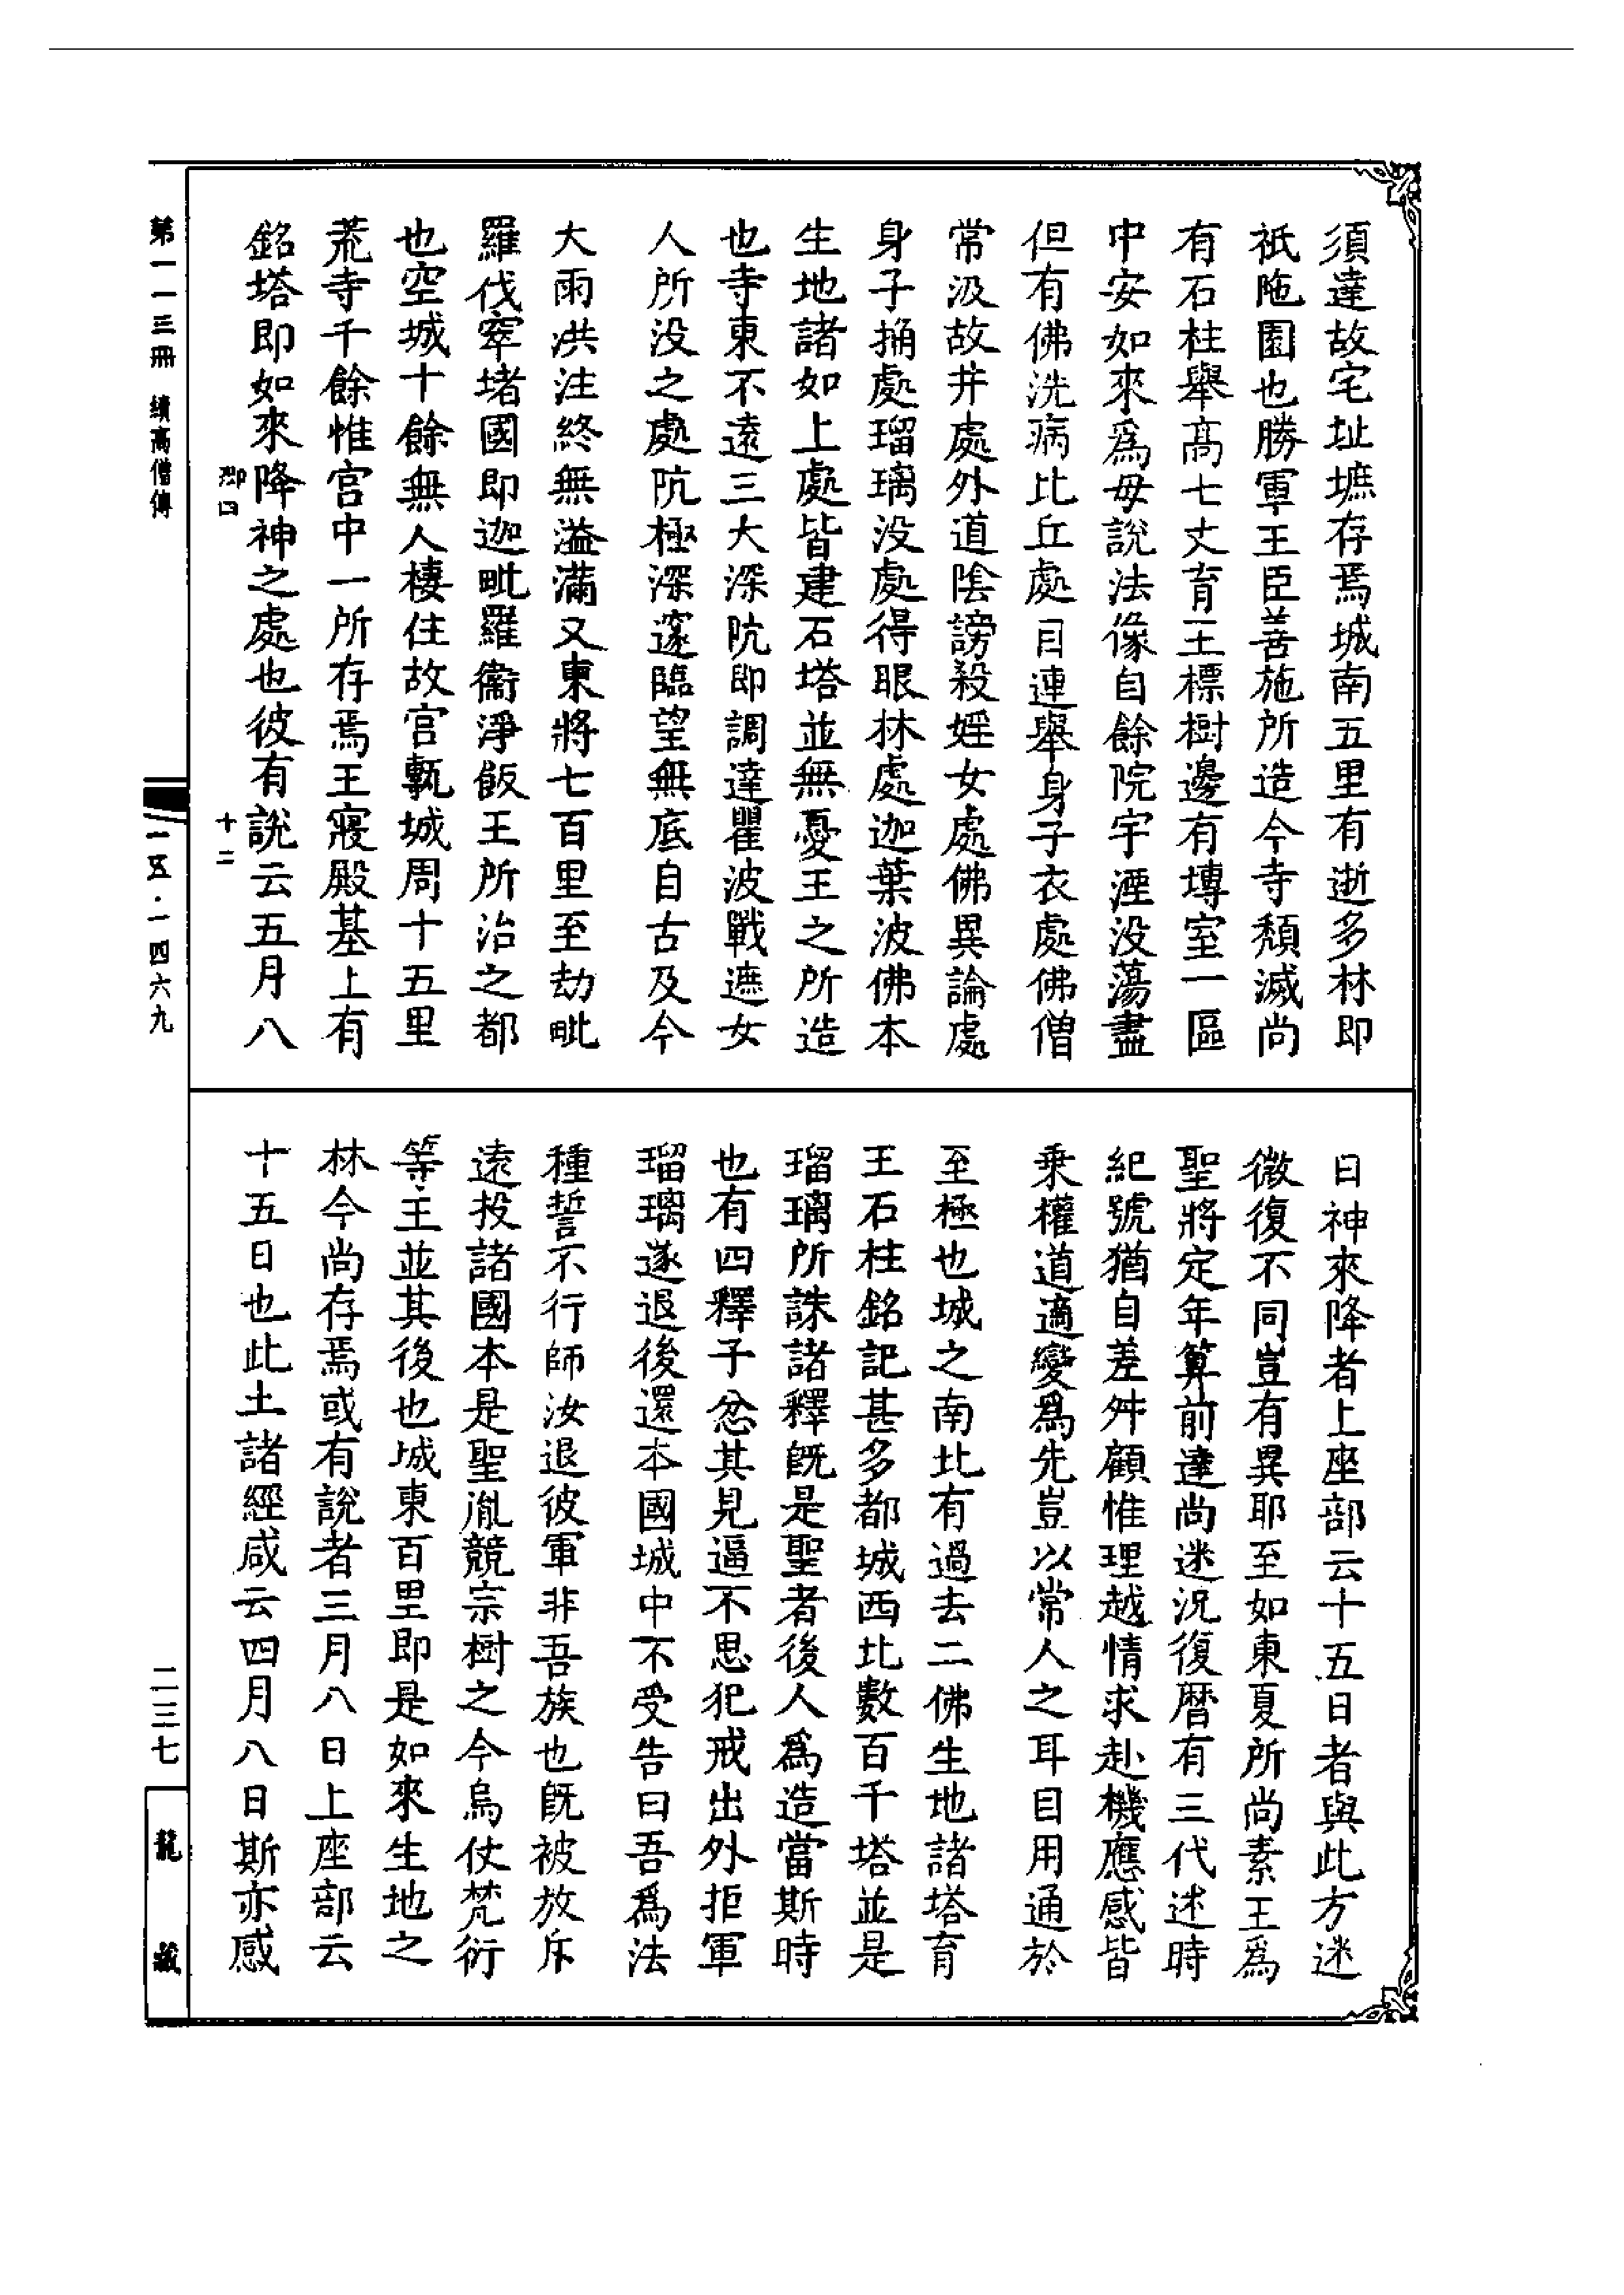 須達故宅址墌存焉城南五里有逝多林即
祇陁園也勝軍王臣善施所造今寺頽滅尚
有石柱舉高七丈育王標樹邊有塼室一區
中安如來爲母說法像自餘院宇湮没蕩盡
但有佛洗病比丘處目連舉身子衣處佛僧
常汲故井處外道陰謗殺婬女處佛異論處
身子捔處瑠璃没處得眼林處迦葉波佛本
生地諸如上處皆建石塔並無憂王之所造
也寺東不遠三大深阬即調達瞿波戰遮女
人所没之處阬極深邃臨望無底自古及今
大雨洪注終無溢滿又東將七百里至劫毗
羅伐窣堵國即迦毗羅衞淨飯王所治之都
也空城十餘無人棲住故宮甎城周十五里
荒寺千餘惟宮中一所存焉王寢殿基上有
銘塔即如來降神之處也彼有說云五月八
日神來降者上座部云十五日者與此方迷
微復不同豈有異耶至如東夏所尚素王爲
聖將定年算前達尚迷況復曆有三代述時
紀號猶自差舛顧惟理越情求赴機應感皆
乗權道適變爲先豈以常人之耳目用通於
至極也城之南北有過去二佛生地諸塔育
王石柱銘記甚多都城西北數百千塔並是
瑠璃所誅諸釋旣是聖者後人爲造當斯時
也有四釋子忿其見逼不思犯戒出外拒軍
瑠璃遂退後還本國城中不受告曰吾爲法
種誓不行師汝退彼軍非吾族也旣被放斥
遠投諸國本是聖胤競宗樹之今烏仗梵衍
等王並其後也城東百里即是如來生地之
林今尚存焉或有說者三月八日上座部云
十五日也此土諸經咸云四月八日斯亦感
第一一三冊 續高僧傳
十二
一五·一四六九
二三七
龍藏